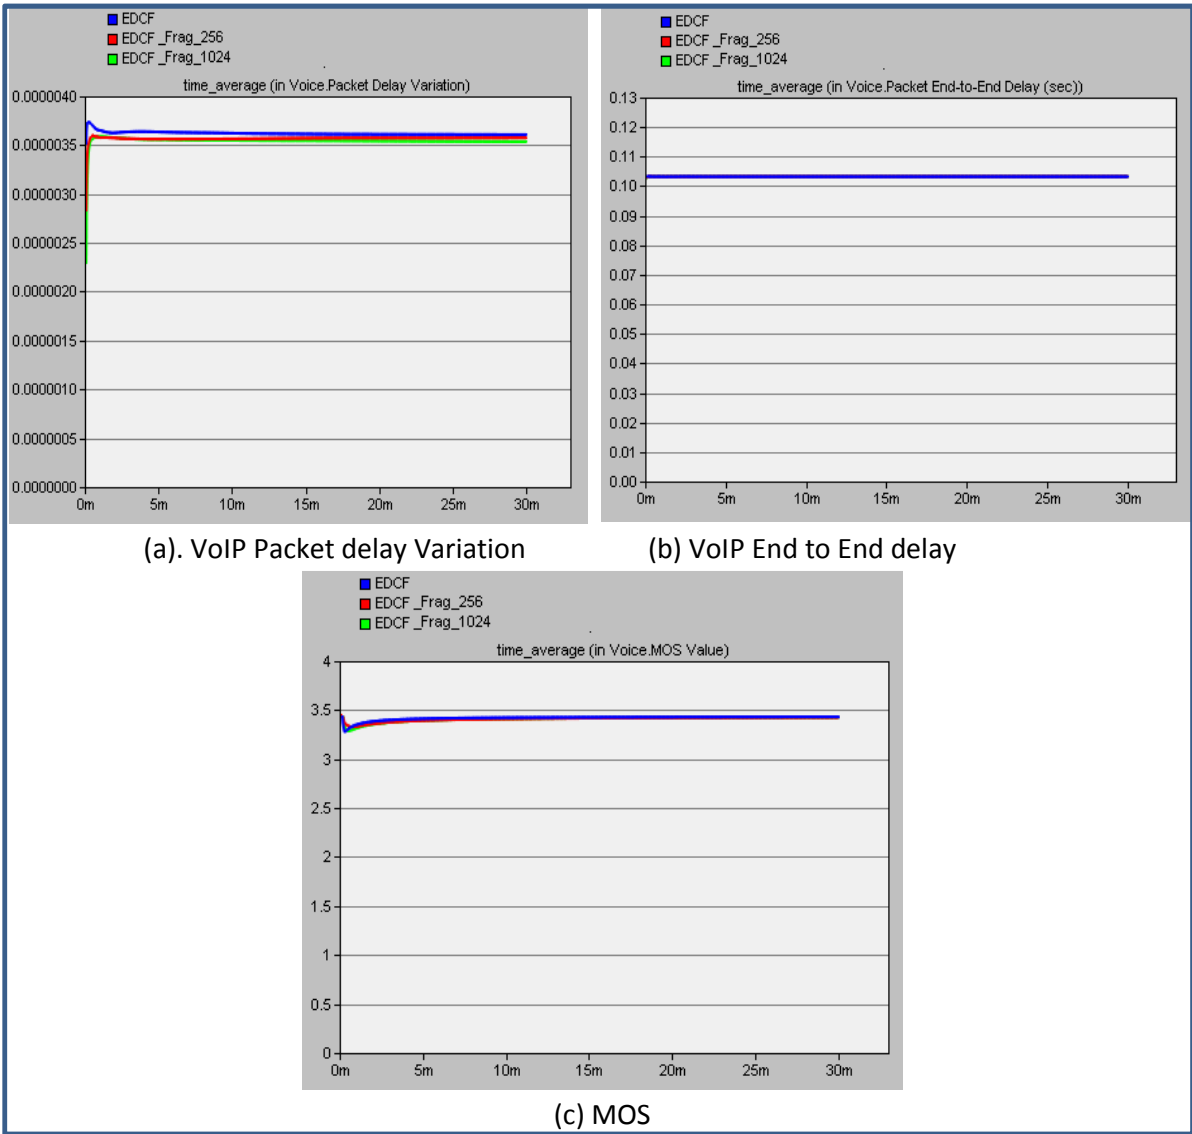 EDCF
EDCF _Frag_256
EDCF _Frag_1024
time_average (in Voice.Packet Delay Variation)
0.0000040
0.0000035
0.0000030
0.0000025
0.0000020
0.0000015
0.0000010
0.0000005
0.0000000
0m 5m 10m 15m 20m 25m 30m
EDCF
EDCF _Frag_256
EDCF _Frag_1024
time_average (in Voice.Packet End-to-End Delay (sec))
0.13
0.12
0.11
0.10
0.09
0.08
0.07
0.06
0.05
0.04
0.03
0.02
0.01
0.00
0m 5m 10m 15m 20m 25m 30m
(a). VoIP Packet delay Variation
(b) VoIP End to End delay
EDCF
EDCF _Frag_256
EDCF _Frag_1024
time_average (in Voice.MOS Value)
4
3.5
3
2.5
2
1.5
1
0.5
0
0m 5m 10m 15m 20m 25m 30m
(c) MOS